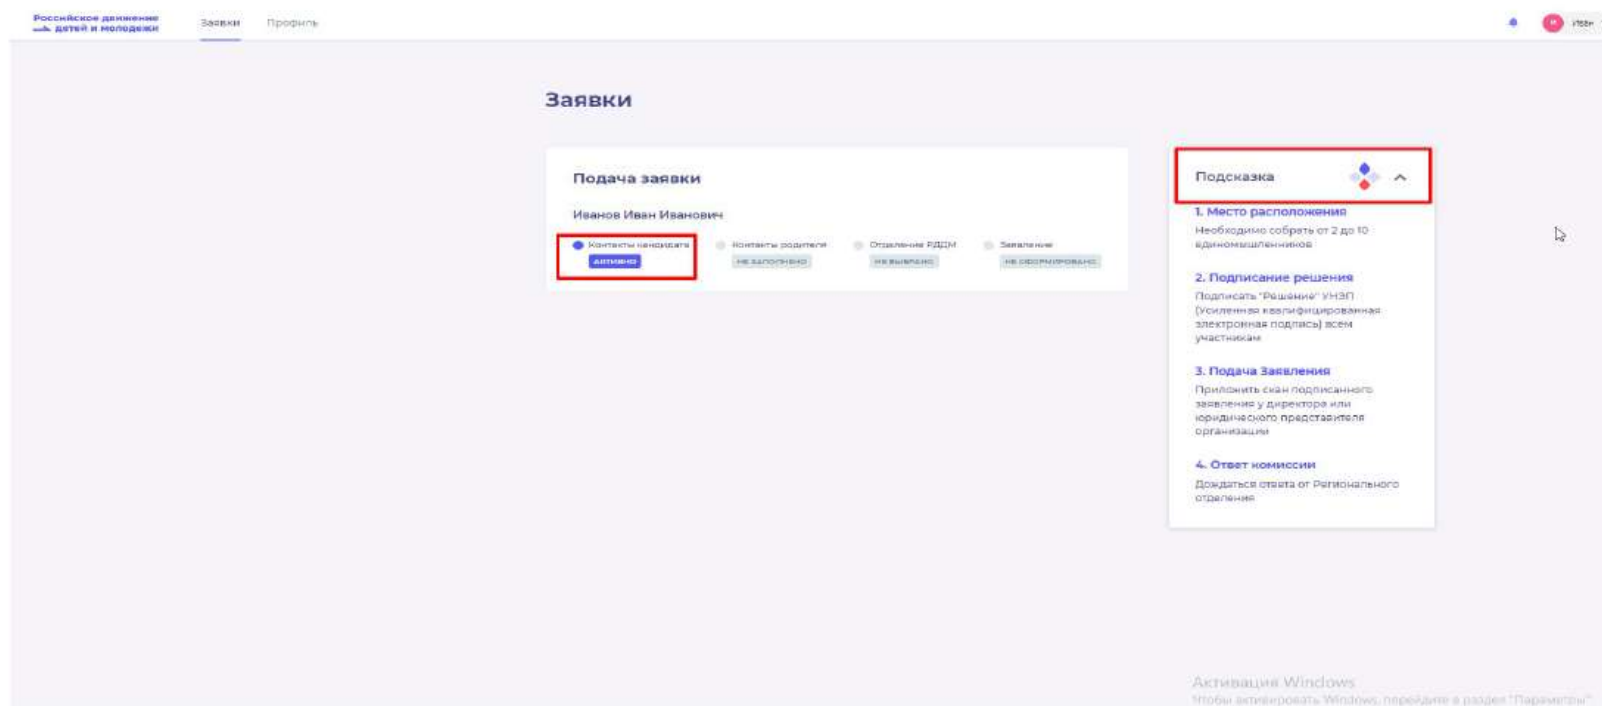 Российское движение
детей и молодежи
Заявки
Профиль
Иван
Заявки
Подача заявки
Иванов Иван Иванович
Контакты кандидата
Контакты родителя
Отделение РДДМ
Заявление
АКТИВНО
НЕ ЗАПОЛНЕНО
НЕ ВЫБРАНО
НЕ СФОРМИРОВАНО
Подсказка
1. Место расположения
Необходимо собрать от 2 до 10
единомышленников
2. Подписание решения
Подписать "Решение" УНЭП
(Усиленная квалифицированная
электронная подпись) всем
участникам
3. Подача Заявления
Приложить скан подписанного
заявления у директора или
юридического представителя
организации
4. Ответ комиссии
Дождаться ответа от Регионального
отделения
Активация Windows
Чтобы активировать Windows, перейдите в раздел "Параметры"